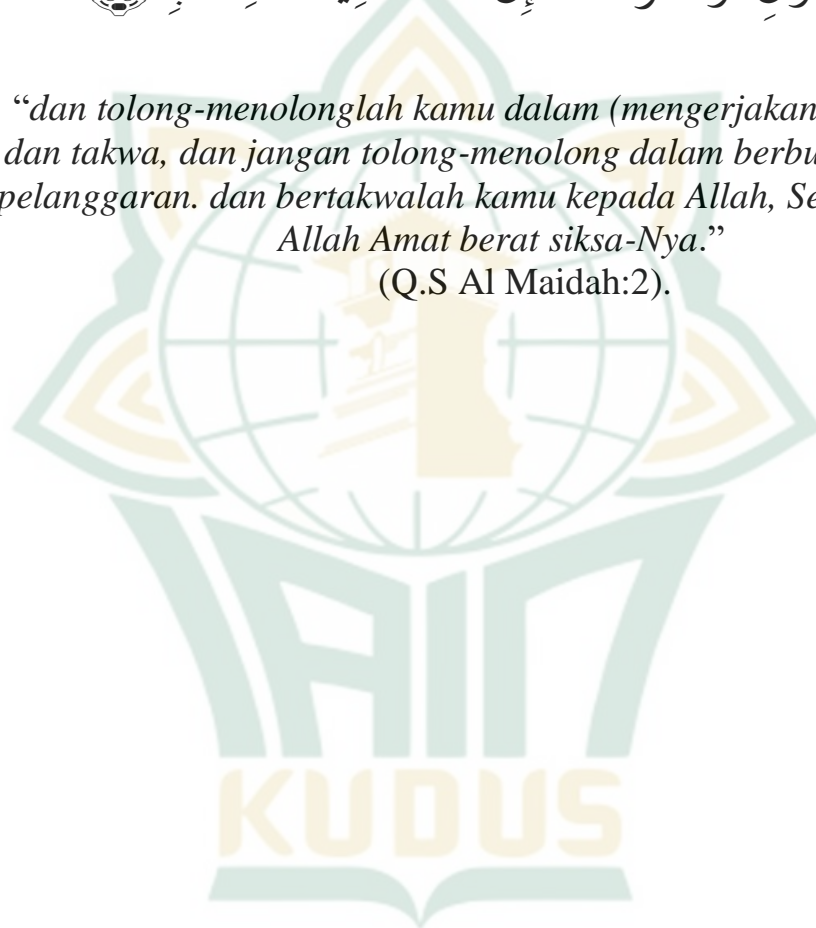 “dan tolong-menolonglah kamu dalam (mengerjakan
dan takwa, dan jangan tolong-menolong dalam berbu
pelanggaran. dan bertakwalah kamu kepada Allah, Se
Allah Amat berat siksa-Nya.”
(Q.S Al Maidah:2).
IAIN
KUDUS